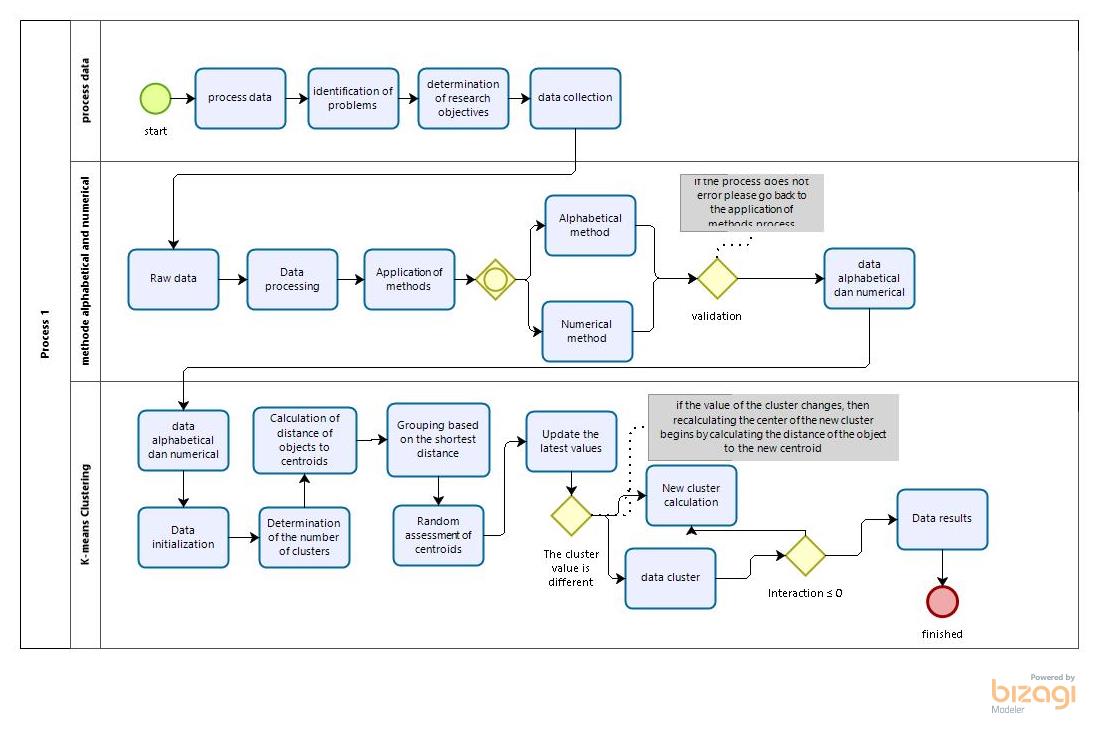 Process 1
process data
start
process data
identification of
problems
determination
of research
objectives
data collection
methode alphabetical and numerical
Raw data
Data
processing
Application of
methods
Alphabetical
method
Numerical
method
if the process does not
error please go back to
the application of
methods process
validation
data
alphabetical
dan numerical
K-means Clustering
data
alphabetical
dan numerical
Data
initialization
Calculation of
distance of
objects to
centroids
Determination
of the number
of clusters
Grouping based
on the shortest
distance
Random
assessment of
centroids
Update the
latest values
The cluster
value is
different
if the value of the cluster changes, then
recalculating the center of the new cluster
begins by calculating the distance of the object
to the new centroid
New cluster
calculation
data cluster
Interaction ≤ 0
Data results
finished
Powered by
bizagi
Modeler